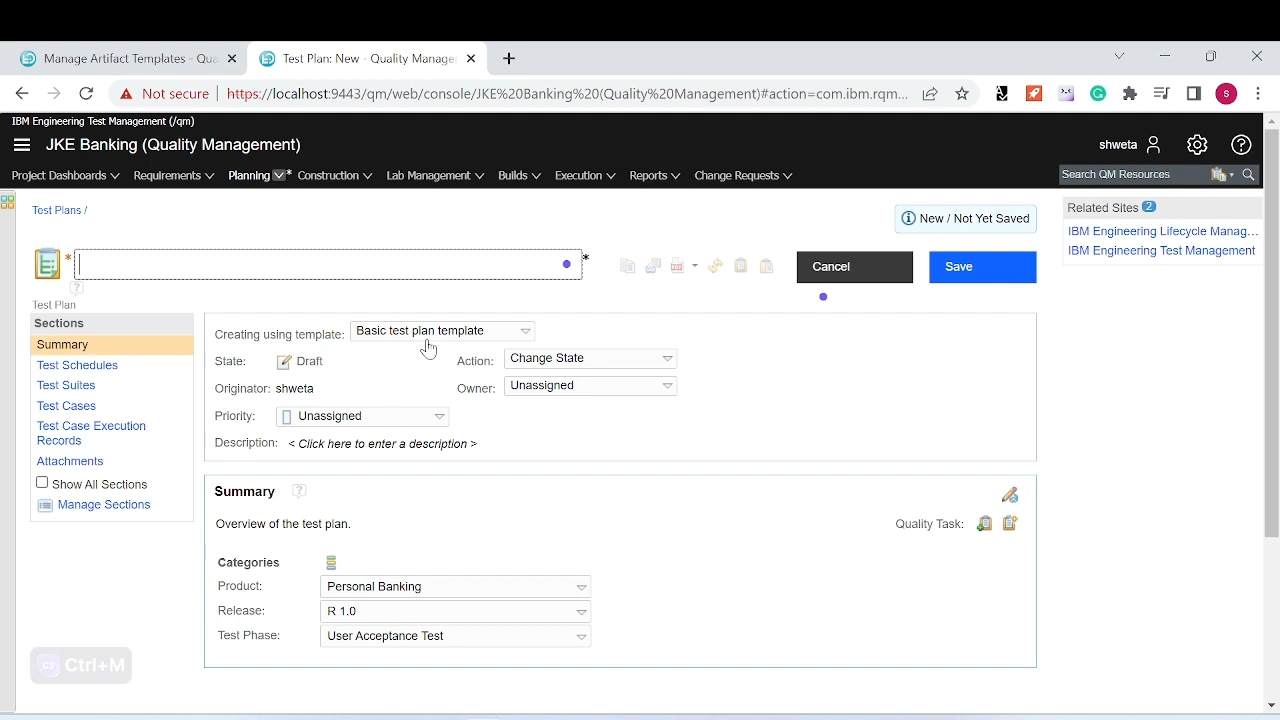 Manage Artifact Templates - Qua
Test Plan: New - Quality Manage
Not secure
https://localhost:9443/qm/web/console/JKE%20Banking%20(Quality%20Management)#action=com.ibm.rqm...
S
IBM Engineering Test Management (/qm)
JKE Banking (Quality Management)
shweta
Project Dashboards
Requirements
Planning
*
Construction
Lab Management
Builds
Execution
Reports
Change Requests
Search QM Resources
Test Plans /
New / Not Yet Saved
Related Sites 2
IBM Engineering Lifecycle Manag...
IBM Engineering Test Management
*
*
Cancel
Save
?
Test Plan
Sections
Summary
Test Schedules
Test Suites
Test Cases
Test Case Execution
Records
Attachments
Show All Sections
Manage Sections
Creating using template: Basic test plan template
State: Draft
Action: Change State
Originator: shweta
Owner: Unassigned
Priority: Unassigned
Description: < Click here to enter a description >
Summary ?
Overview of the test plan.
Quality Task:
Categories
Product: Personal Banking
Release: R 1.0
Test Phase: User Acceptance Test
Ctrl+M